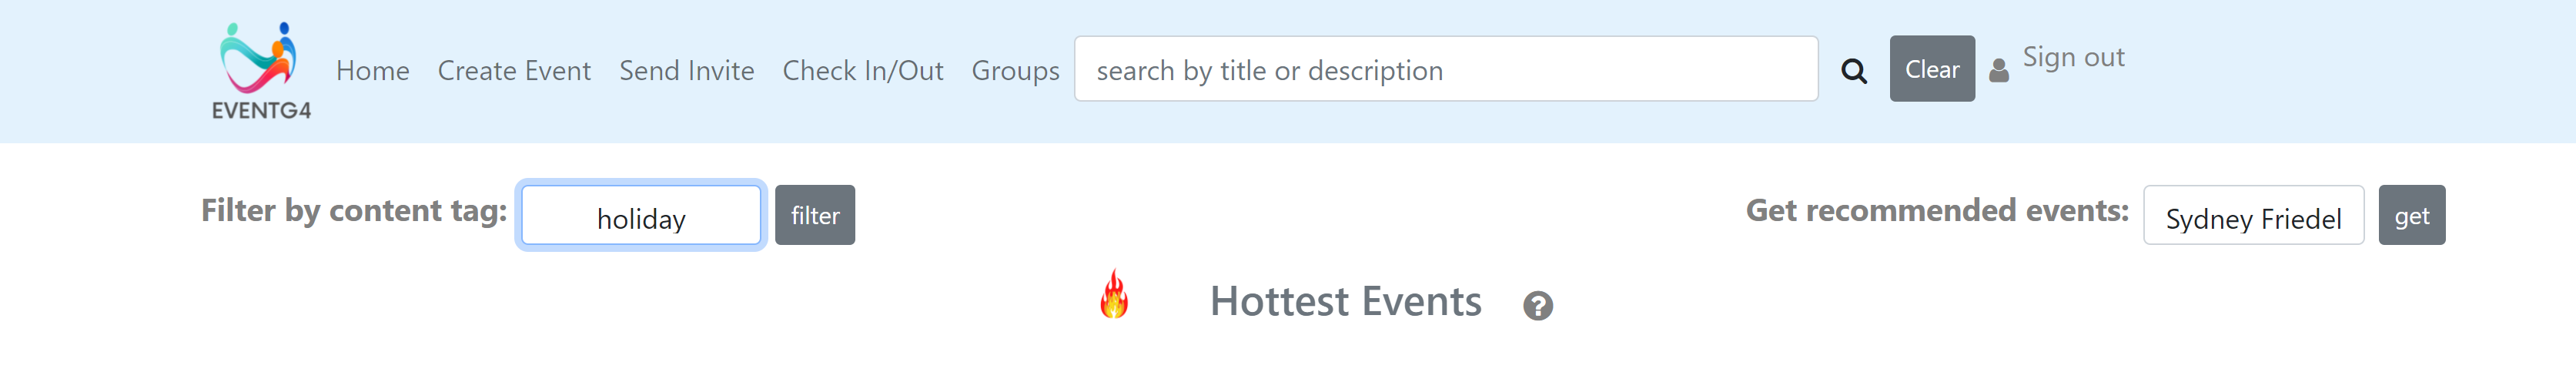 EVENTG4
Home Create Event Send Invite Check In/Out Groups search by title or description Clear Sign out
Filter by content tag: holiday filter Get recommended events: Sydney Friedel get
Hottest Events ?